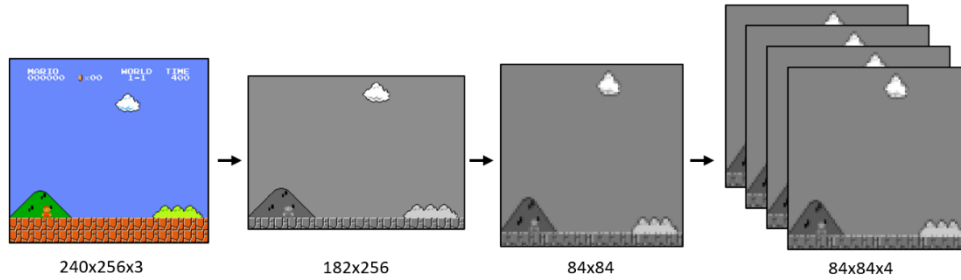 MARIO WORLD TIME
000000 x00 1-1 400
240x256x3
182x256
84x84
84x84x4